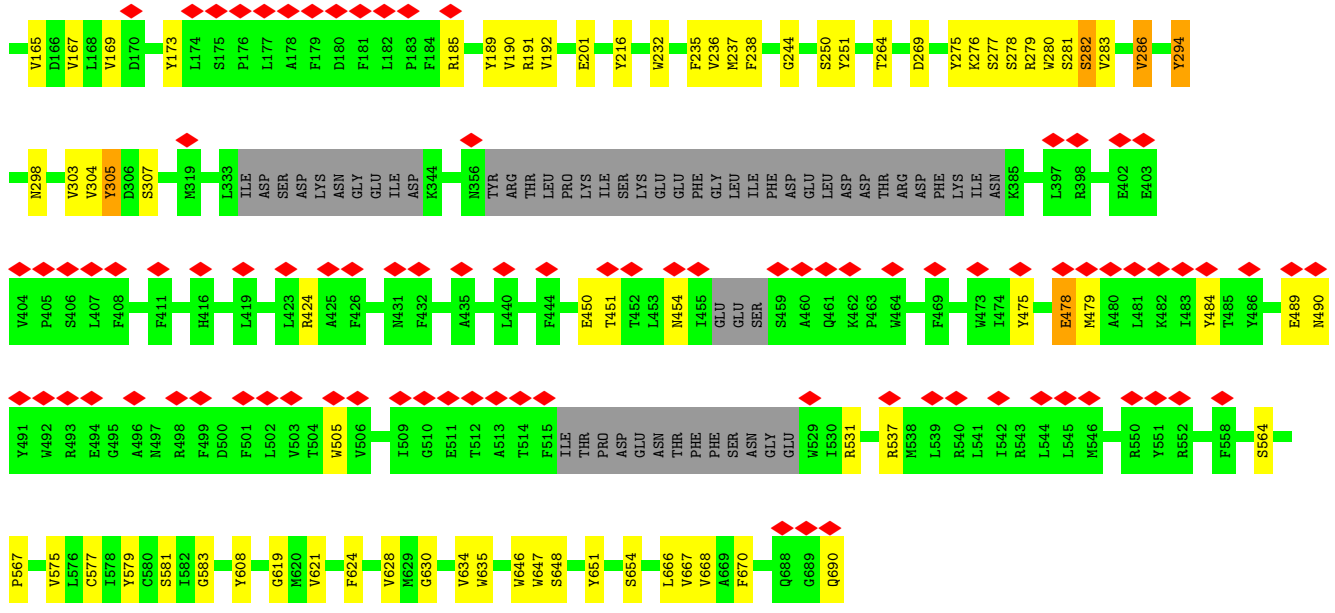 V165 D166 V167 L168 V169 D170 Y173 L174 S175 P176 L177 A178 F179 D180 F181 L182 P183 F184 R185 Y189 V190 R191 V192 E201 Y216 W232 F235 V236 M237 F238 G244 S250 Y251 T264 D269 Y275 K276 S277 S278 R279 W280 S281 S282 V283 V286 Y294
N298 V303 V304 Y305 D306 S307 M319 L333 ILE ASP SER ASP LYS ASN GLY GLU ILE ASP K344 N356 TYR ARG THR LEU PRO LYS ILE SER LYS GLU GLU PHE GLY LEU ILE PHE ASP GLU LEU ASP ASP THR ARG ASP PHE LYS ILE ASN K385 L397 R398 E402 E403
V404 P405 S406 L407 F408 F411 H416 L419 L423 R424 A425 F426 N431 F432 A435 L440 F444 E450 T451 T452 L453 N454 I455 GLU GLU SER S459 A460 Q461 K462 P463 W464 F469 W473 I474 Y475 E478 M479 A480 L481 K482 I483 Y484 T485 Y486 E489 N490
Y491 W492 R493 E494 G495 A496 N497 R498 F499 D500 F501 L502 V503 T504 W505 V506 I509 G510 E511 T512 A513 T514 F515 ILE THR PRO ASP GLU ASN THR PHE PHE SER ASN GLY GLU W529 I530 R531 R537 M538 L539 R540 L541 I542 R543 L544 L545 M546 R550 Y551 R552 F558 S564
P567 V575 L576 C577 I578 Y579 C580 S581 I582 G583 Y608 G619 M620 V621 F624 V628 M629 G630 V634 W635 W646 W647 S648 Y651 S654 L666 V667 V668 A669 F670 Q688 G689 Q690